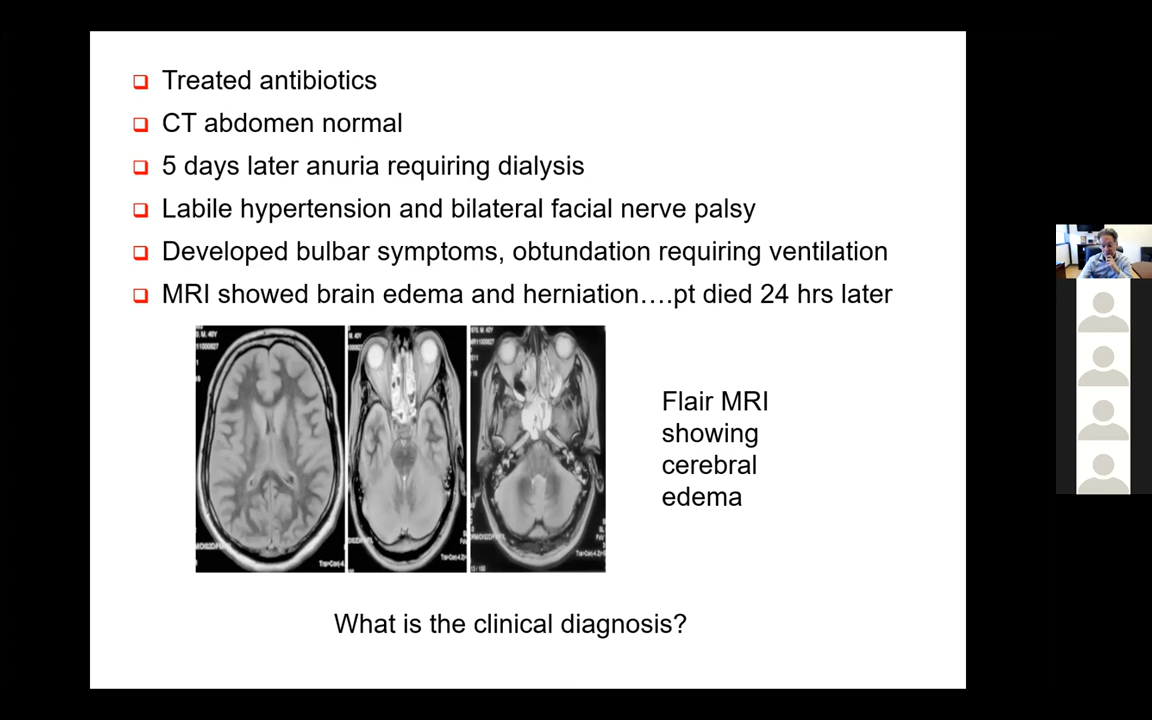 Treated antibiotics
CT abdomen normal
5 days later anuria requiring dialysis
Labile hypertension and bilateral facial nerve palsy
Developed bulbar symptoms, obtundation requiring ventilation
MRI showed brain edema and herniation….pt died 24 hrs later
M. 40Y
Flair MRI
showing
cerebral
edema
What is the clinical diagnosis?